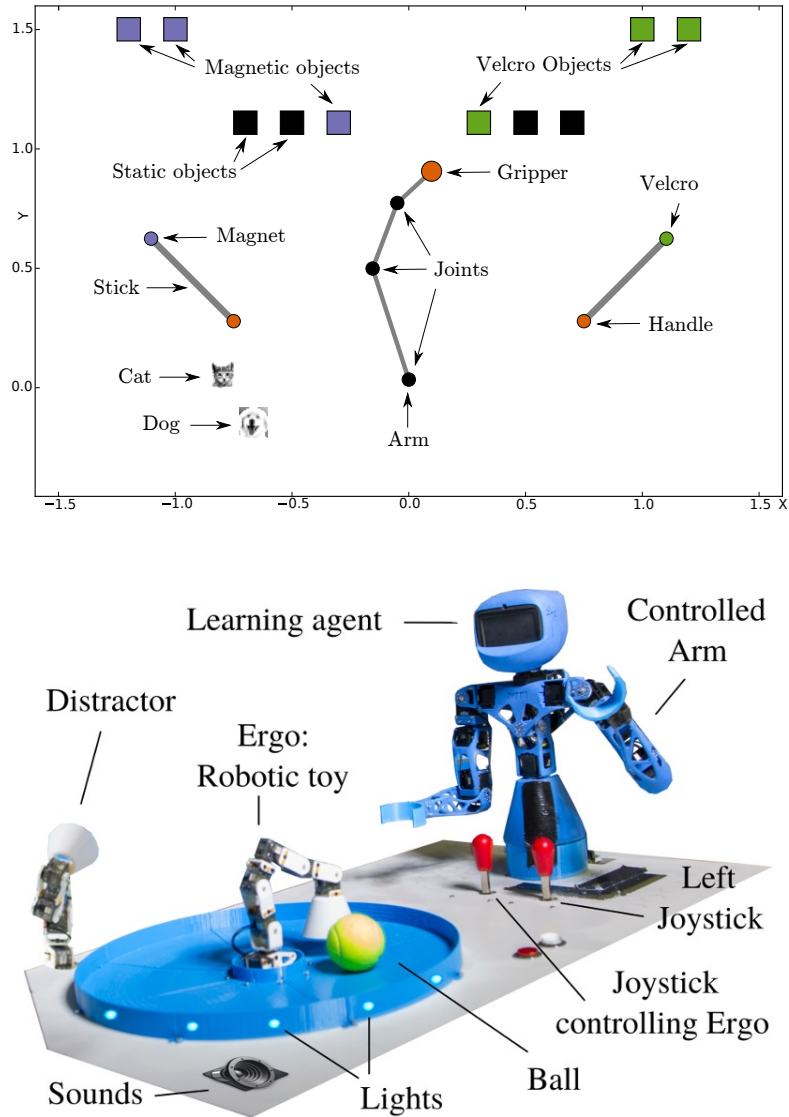 1.5
Magnetic objects
Velcro Objects
1.0
Static objects
Gripper
Velcro
Y
Magnet
0.5
Joints
Stick
Handle
Cat
0.0
Dog
Arm
−1.5
−1.0
−0.5
0.0
0.5
1.0
1.5
X
Learning agent
Controlled
Arm
Distractor
Ergo:
Robotic toy
Left
Joystick
Joystick
controlling Ergo
Ball
Sounds
Lights